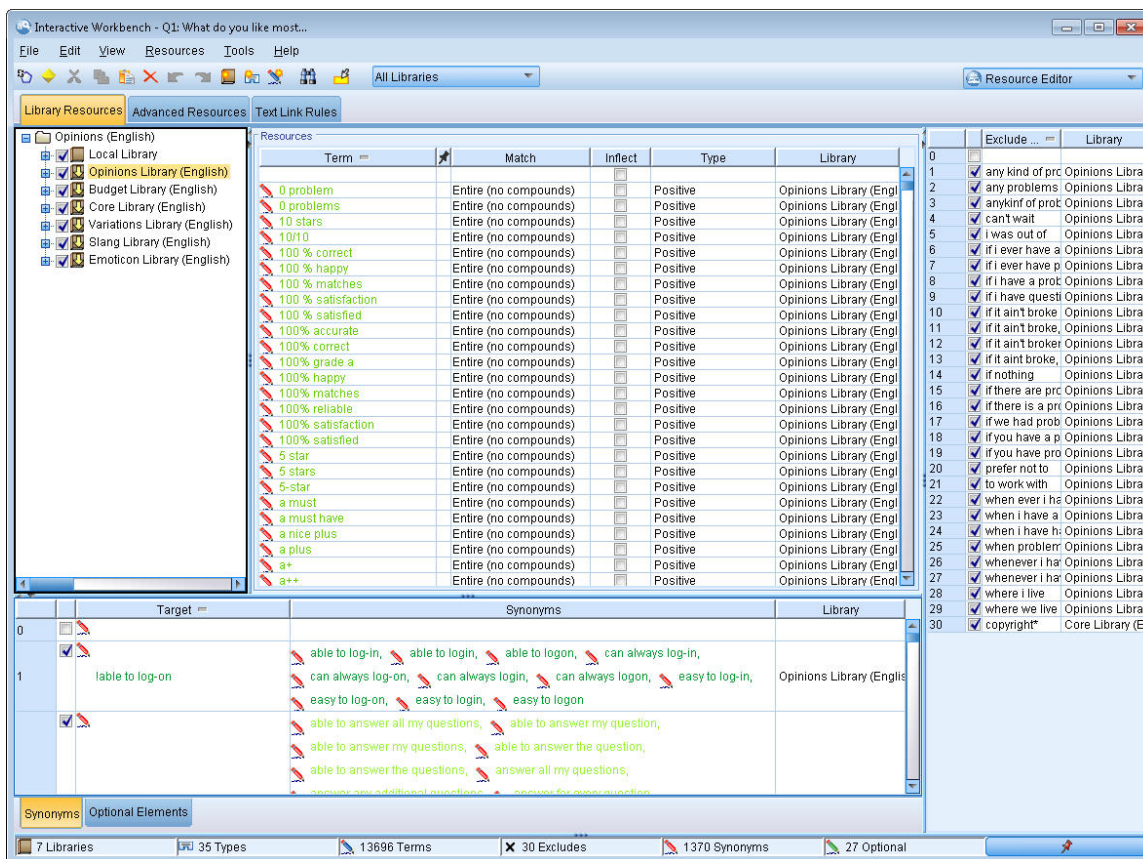 Interactive Workbench - Q1: What do you like most...
File Edit View Resources Tools Help
All Libraries
Resource Editor
Library Resources Advanced Resources Text Link Rules
Opinions (English)
Local Library
Opinions Library (English)
Budget Library (English)
Core Library (English)
Variations Library (English)
Slang Library (English)
Emoticon Library (English)
Resources
Term Match Inflect Type Library
0 problem Entire (no compounds) Positive Opinions Library (Engl
0 problems Entire (no compounds) Positive Opinions Library (Engl
10 stars Entire (no compounds) Positive Opinions Library (Engl
10/10 Entire (no compounds) Positive Opinions Library (Engl
100 % correct Entire (no compounds) Positive Opinions Library (Engl
100 % happy Entire (no compounds) Positive Opinions Library (Engl
100 % matches Entire (no compounds) Positive Opinions Library (Engl
100 % satisfaction Entire (no compounds) Positive Opinions Library (Engl
100 % satisfied Entire (no compounds) Positive Opinions Library (Engl
100% accurate Entire (no compounds) Positive Opinions Library (Engl
100% correct Entire (no compounds) Positive Opinions Library (Engl
100% grade a Entire (no compounds) Positive Opinions Library (Engl
100% happy Entire (no compounds) Positive Opinions Library (Engl
100% matches Entire (no compounds) Positive Opinions Library (Engl
100% reliable Entire (no compounds) Positive Opinions Library (Engl
100% satisfaction Entire (no compounds) Positive Opinions Library (Engl
100% satisfied Entire (no compounds) Positive Opinions Library (Engl
5 star Entire (no compounds) Positive Opinions Library (Engl
5 stars Entire (no compounds) Positive Opinions Library (Engl
5-star Entire (no compounds) Positive Opinions Library (Engl
a must Entire (no compounds) Positive Opinions Library (Engl
a must have Entire (no compounds) Positive Opinions Library (Engl
a nice plus Entire (no compounds) Positive Opinions Library (Engl
a plus Entire (no compounds) Positive Opinions Library (Engl
a+ Entire (no compounds) Positive Opinions Library (Engl
a++ Entire (no compounds) Positive Opinions Library (Engl
Exclude ... Library
0
1 any kind of prc Opinions Libra
2 any problems Opinions Libra
3 anykinf of prob Opinions Libra
4 can't wait Opinions Libra
5 i was out of Opinions Libra
6 if i ever have a Opinions Libra
7 if i ever have p Opinions Libra
8 if i have a prob Opinions Libra
9 if i have questi Opinions Libra
10 if it ain't broke Opinions Libra
11 if it ain't broke, Opinions Libra
12 if it ain't broker Opinions Libra
13 if it aint broke, Opinions Libra
14 if nothing Opinions Libra
15 if there are prc Opinions Libra
16 if there is a prc Opinions Libra
17 if we had prob Opinions Libra
18 if you have a p Opinions Libra
19 if you have pro Opinions Libra
20 prefer not to Opinions Libra
21 to work with Opinions Libra
22 when ever i ha Opinions Libra
23 when i have a Opinions Libra
24 when i have h Opinions Libra
25 when problem Opinions Libra
26 whenever i hav Opinions Libra
27 whenever i hav Opinions Libra
28 where i live Opinions Libra
29 where we live Opinions Libra
30 copyright* Core Library (E
Target Synonyms Library
0
able to log-in, able to login, able to logon, can always log-in,
1 !able to log-on can always log-on, can always login, can always logon, easy to log-in, Opinions Library (Englis
easy to log-on, easy to login, easy to logon
able to answer all my questions, able to answer my question,
able to answer my questions, able to answer the question,
able to answer the questions, answer all my questions,
answer any additional questions, answer for every question
Synonyms Optional Elements
7 Libraries 35 Types 13696 Terms 30 Excludes 1370 Synonyms 27 Optional